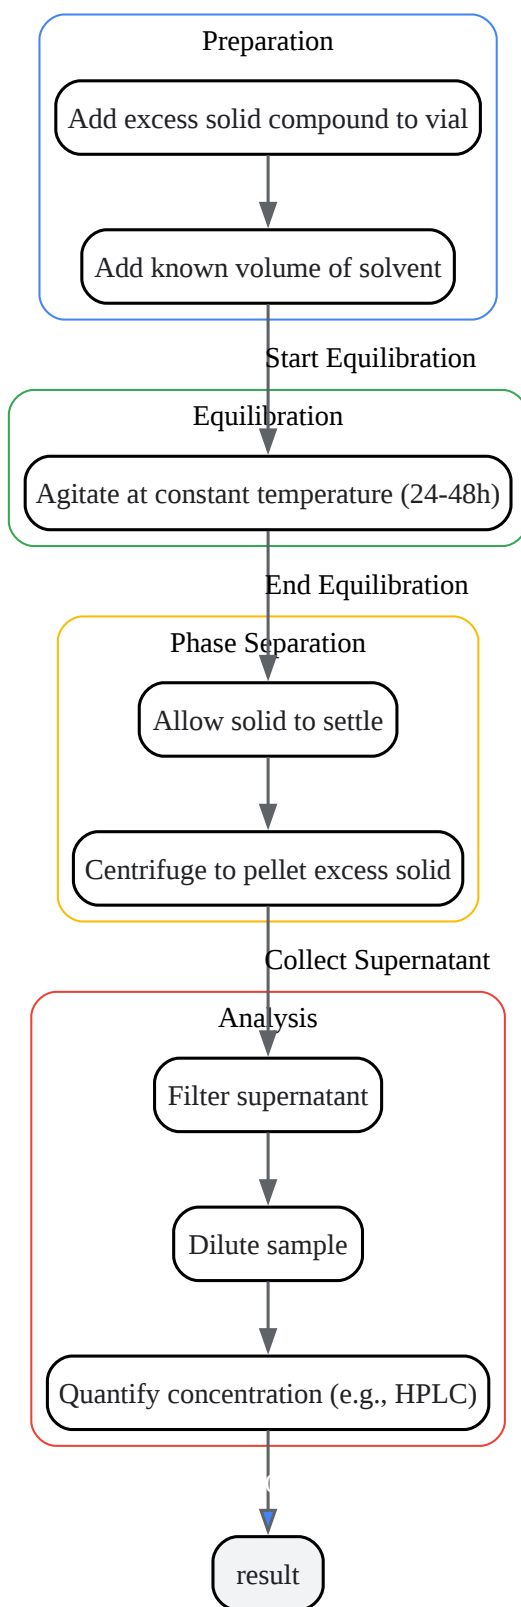 Preparation
Add excess solid compound to vial
Add known volume of solvent
Start Equilibration
Equilibration
Agitate at constant temperature (24-48h)
End Equilibration
Phase Separation
Allow solid to settle
Centrifuge to pellet excess solid
Collect Supernatant
Analysis
Filter supernatant
Dilute sample
Quantify concentration (e.g., HPLC)
result